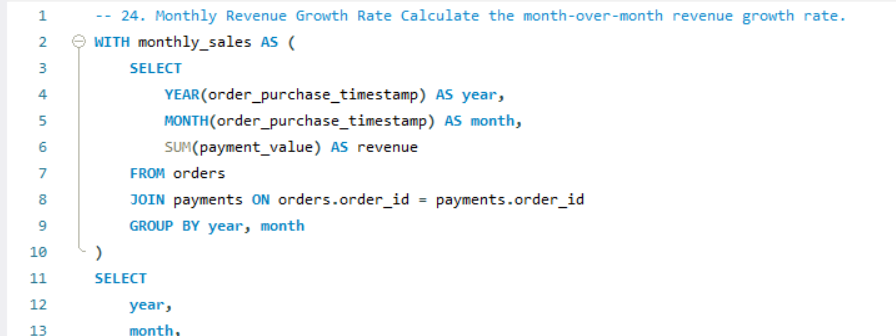 1 -- 24. Monthly Revenue Growth Rate Calculate the month-over-month revenue growth rate.
2 WITH monthly_sales AS (
3 SELECT
4 YEAR(order_purchase_timestamp) AS year,
5 MONTH(order_purchase_timestamp) AS month,
6 SUM(payment_value) AS revenue
7 FROM orders
8 JOIN payments ON orders.order_id = payments.order_id
9 GROUP BY year, month
10 )
11 SELECT
12 year,
13 month,